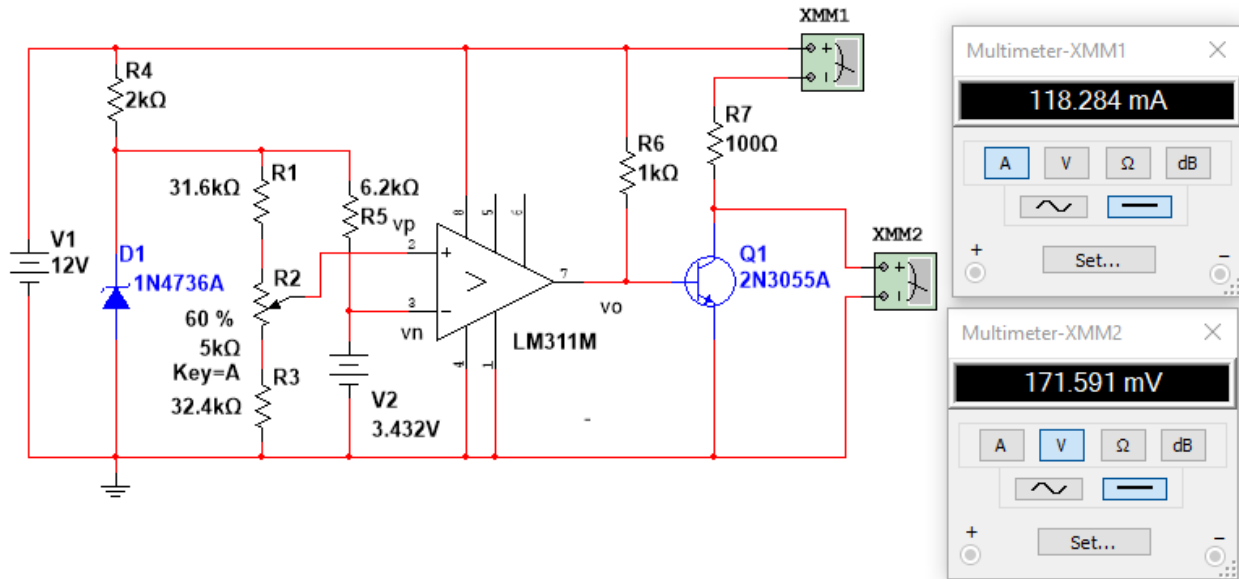 XMM1
R4
2kΩ
R1
31.6kΩ
6.2kΩ
R5
vp
8
5
6
2
+
3
−
>
7
4
1
LM311M
vn
vo
R6
1kΩ
R7
100Ω
+
I
XMM2
+
I
Q1
2N3055A
V1
12V
D1
1N4736A
R2
60 %
5kΩ
Key=A
R3
32.4kΩ
V2
3.432V
-
Multimeter-XMM1
118.284 mA
A V Ω dB
+
Set...
−
Multimeter-XMM2
171.591 mV
A V Ω dB
+
Set...
−